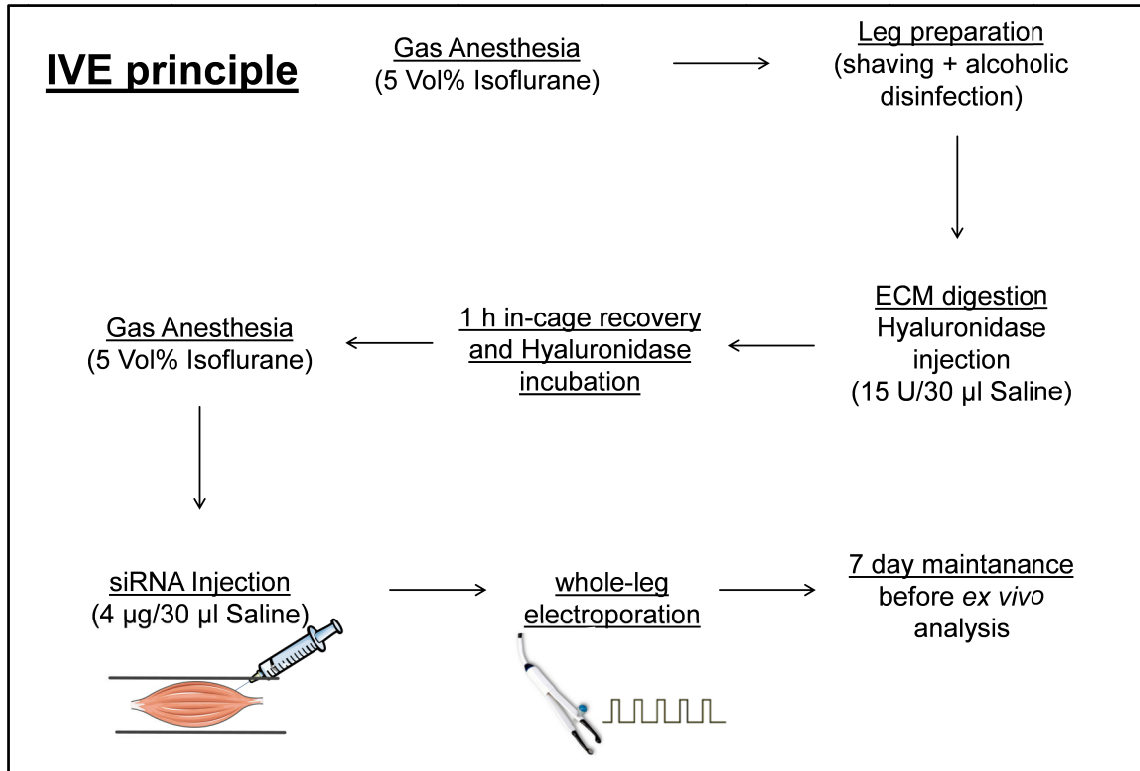 IVE principle
Gas Anesthesia
(5 Vol% Isoflurane)
Leg preparation
(shaving + alcoholic
disinfection)
ECM digestion
Hyaluronidase
injection
(15 U/30 µl Saline)
1 h in-cage recovery
and Hyaluronidase
incubation
Gas Anesthesia
(5 Vol% Isoflurane)
siRNA Injection
(4 µg/30 µl Saline)
whole-leg
electroporation
7 day maintanance
before ex vivo
analysis